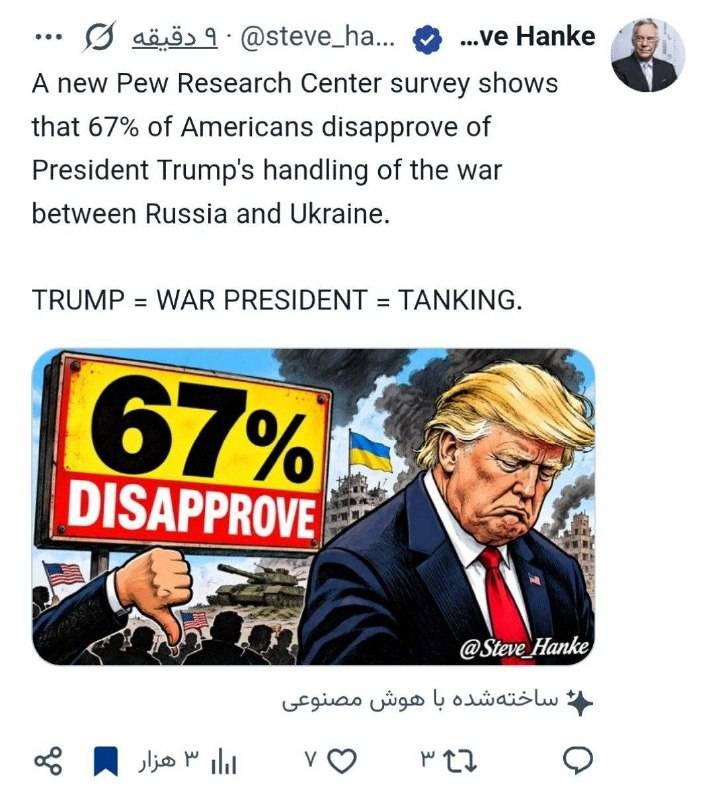 ...ve Hanke @steve_ha... · ۹ دقیقه
A new Pew Research Center survey shows
that 67% of Americans disapprove of
President Trump's handling of the war
between Russia and Ukraine.
TRUMP = WAR PRESIDENT = TANKING.
67%
DISAPPROVE
@Steve_Hanke
ساخته‌شده با هوش مصنوعی
۳ ۷ ۳ هزار